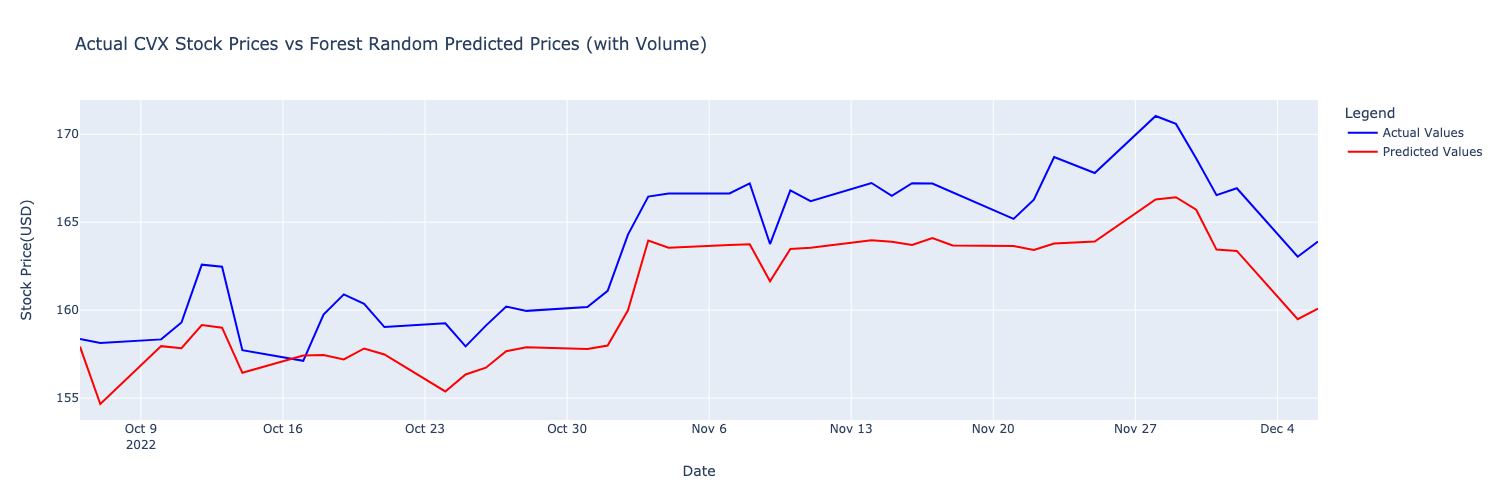 Actual CVX Stock Prices vs Forest Random Predicted Prices (with Volume)
Legend
Actual Values
Predicted Values
Stock Price(USD)
170
165
160
155
Oct 9
2022
Oct 16
Oct 23
Oct 30
Nov 6
Nov 13
Nov 20
Nov 27
Dec 4
Date